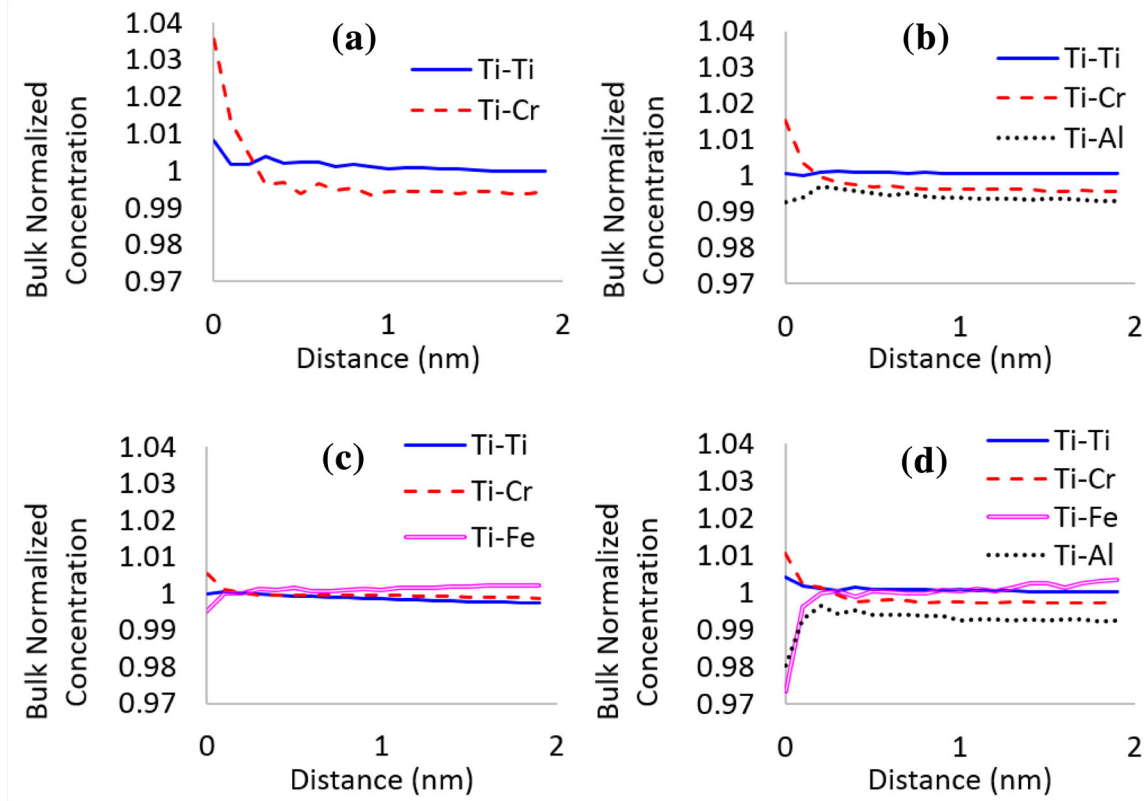 (a)
Ti-Ti
Ti-Cr
1.04
1.03
1.02
1.01
1
0.99
0.98
0.97
Bulk Normalized
Concentration
0
1
2
Distance (nm)
(b)
Ti-Ti
Ti-Cr
Ti-Al
1.04
1.03
1.02
1.01
1
0.99
0.98
0.97
Bulk Normalized
Concentration
0
1
2
Distance (nm)
(c)
Ti-Ti
Ti-Cr
Ti-Fe
1.04
1.03
1.02
1.01
1
0.99
0.98
0.97
Bulk Normalized
Concentration
0
1
2
Distance (nm)
(d)
Ti-Ti
Ti-Cr
Ti-Fe
Ti-Al
1.04
1.03
1.02
1.01
1
0.99
0.98
0.97
Bulk Normalized
Concentration
0
1
2
Distance (nm)